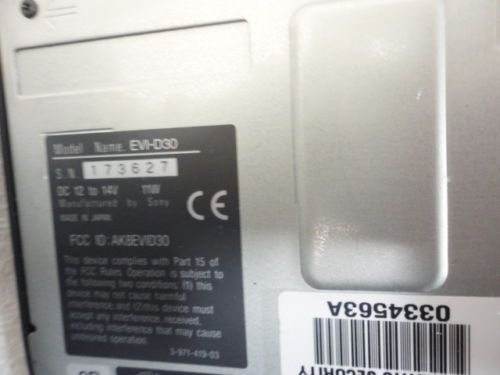 Model Name EVI-D30
S.N. 173627
DC 12 to 14V 11W
Manufactured by Sony
MADE IN JAPAN
CE
FCC ID: AK8EVID30
This device complies with Part 15 of
the FCC Rules Operation is subject to
the following two conditions: (1) this
device may not cause harmful
interference and (2) this device must
accept any interference received,
including interference that may cause
undesired operation.
3-971-419-03
0334563A
SECURITY